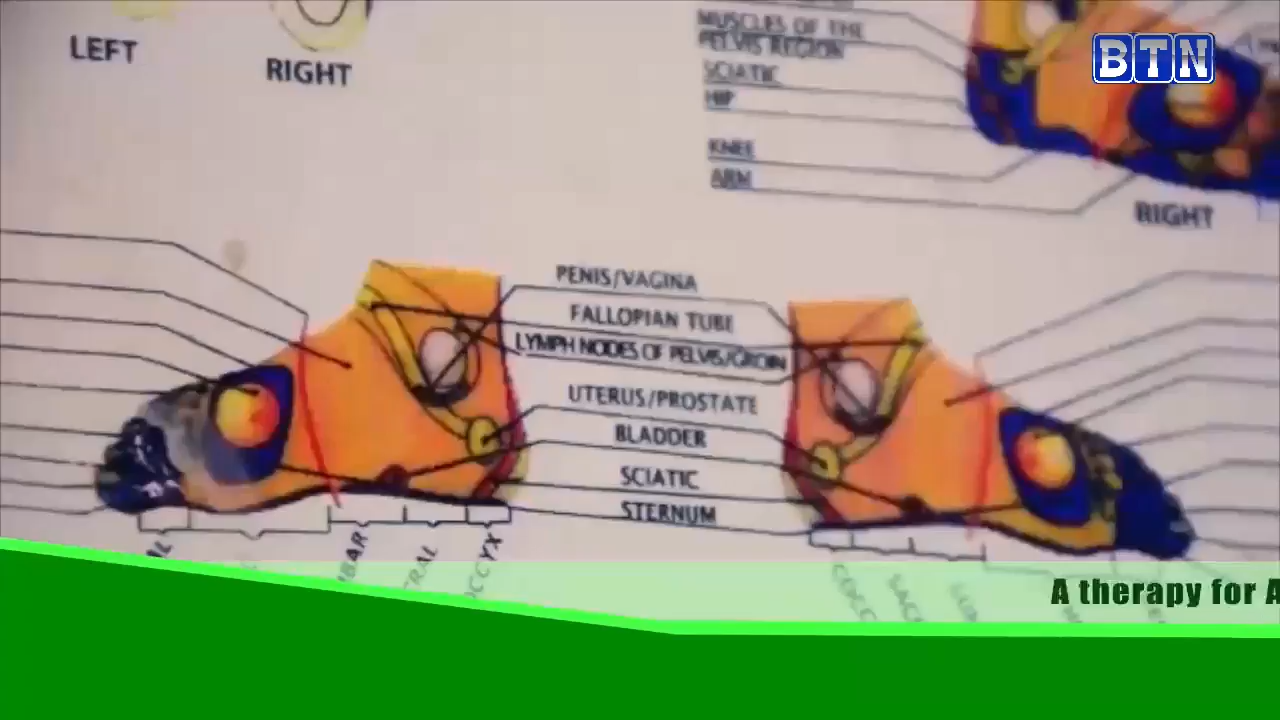 LEFT
RIGHT
MUSCLES OF THE
PELVIS REGION
SCIATIC
HIP
KNEE
ARM
BTN
RIGHT
PENIS/VAGINA
FALLOPIAN TUBE
LYMPH NODES OF PELVIS/GROIN
UTERUS/PROSTATE
BLADDER
SCIATIC
STERNUM
A therapy for A